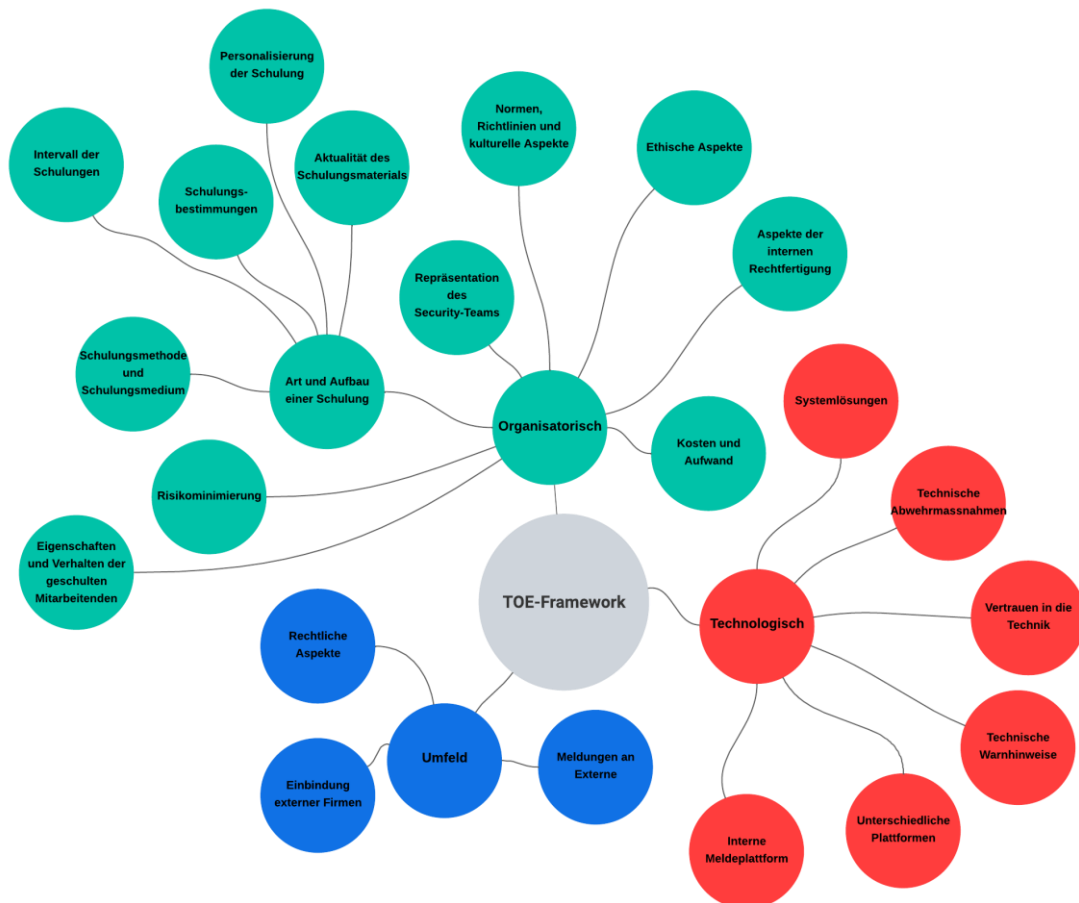 Personalisierung
der Schulung
Normen,
Richtlinien und
kulturelle Aspekte
Ethische Aspekte
Intervall der
Schulungen
Aktualität des
Schulungsmaterials
Schulungs-
bestimmungen
Aspekte der
internen
Rechtfertigung
Repräsentation
des
Security-Teams
Schulungsmethode
und
Schulungsmedium
Art und Aufbau
einer Schulung
Organisatorisch
Systemlösungen
Kosten und
Aufwand
Risikominimierung
Technische
Abwehrmassnahmen
Eigenschaften
und Verhalten der
geschulten
Mitarbeitenden
TOE-Framework
Technologisch
Vertrauen in die
Technik
Rechtliche
Aspekte
Umfeld
Meldungen an
Externe
Technische
Warnhinweise
Einbindung
externer Firmen
Unterschiedliche
Plattformen
Interne
Meldeplattform